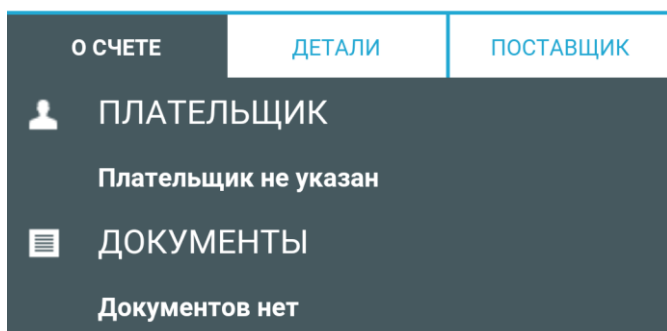 О СЧЕТЕ ДЕТАЛИ ПОСТАВЩИК
ПЛАТЕЛЬЩИК
Плательщик не указан
ДОКУМЕНТЫ
Документов нет